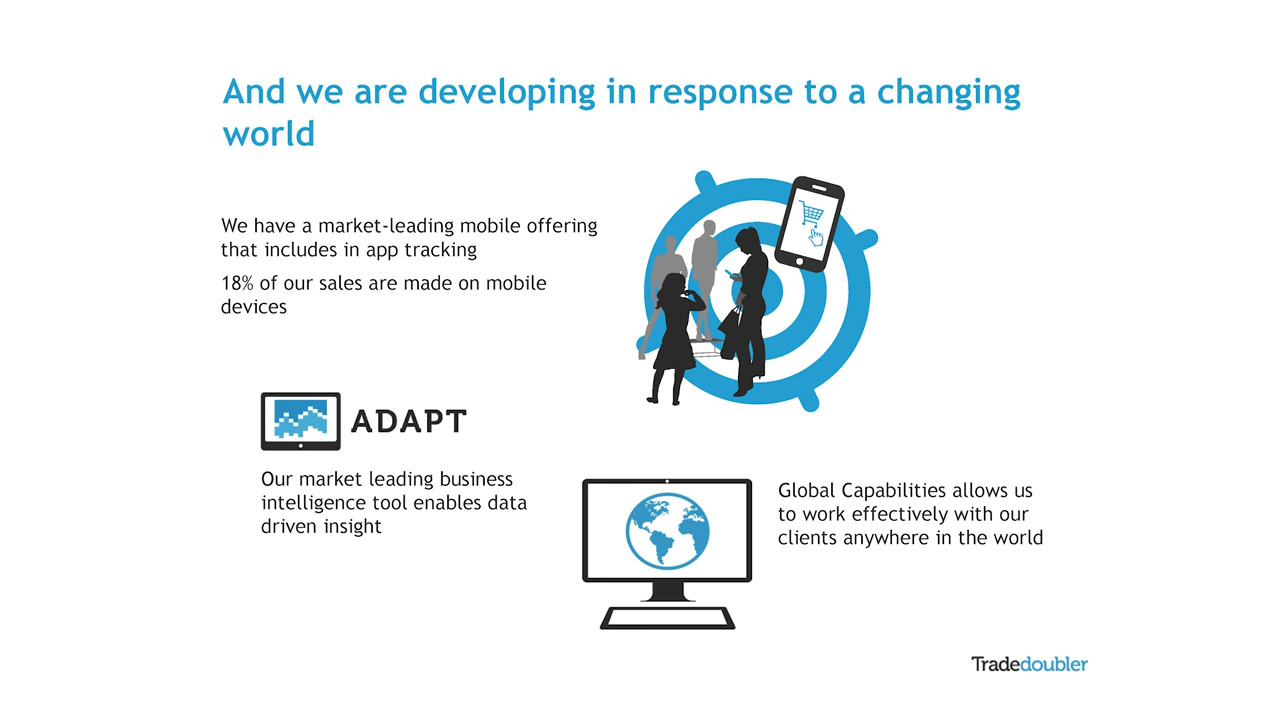 And we are developing in response to a changing
world
We have a market-leading mobile offering
that includes in app tracking
18% of our sales are made on mobile
devices
ADAPT
Our market leading business
intelligence tool enables data
driven insight
Global Capabilities allows us
to work effectively with our
clients anywhere in the world
Tradedoubler